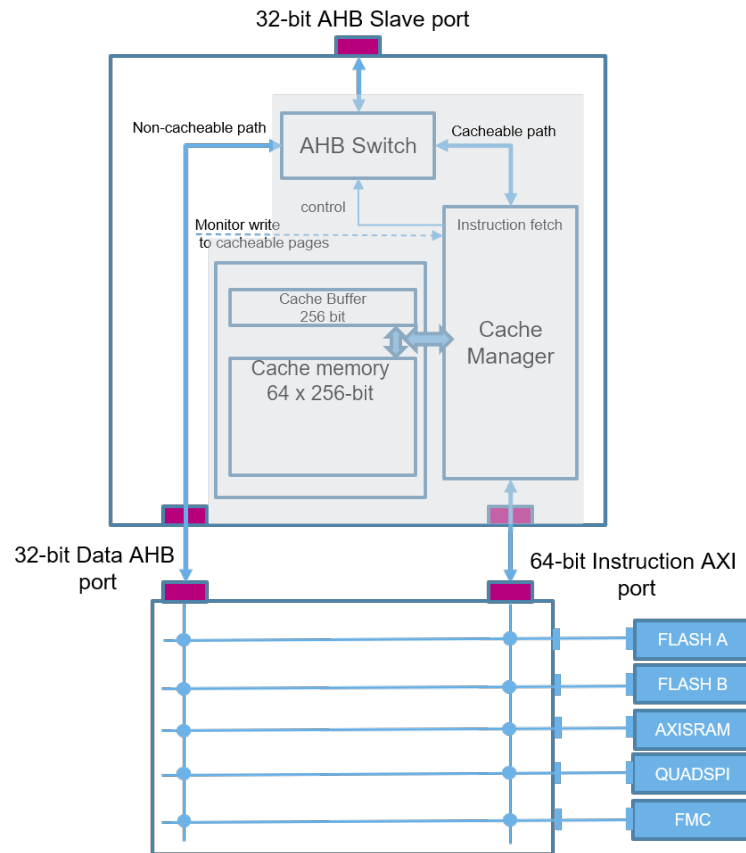 32-bit AHB Slave port
Non-cacheable path
Cacheable path
AHB Switch
control
Monitor write
to cacheable pages
Instruction fetch
Cache Buffer
256 bit
Cache
Manager
Cache memory
64 x 256-bit
32-bit Data AHB
port
64-bit Instruction AXI
port
FLASH A
FLASH B
AXISRAM
QUADSPI
FMC